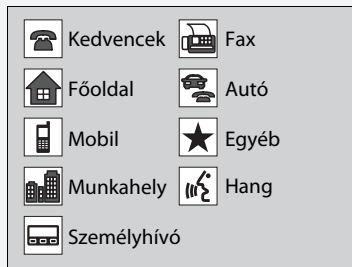 Kedvencek
Fax
Főoldal
Autó
Mobil
Egyéb
Munkahely
Hang
Személyhívó